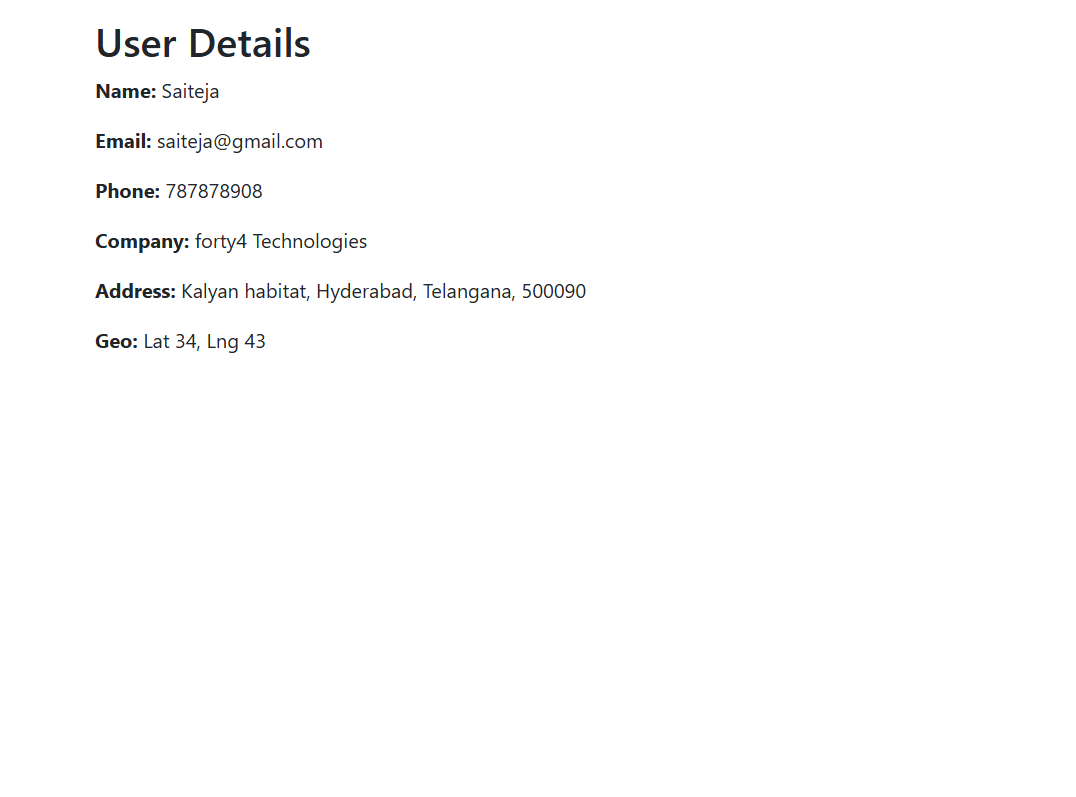 User Details
Name: Saiteja
Email: saiteja@gmail.com
Phone: 787878908
Company: forty4 Technologies
Address: Kalyan habitat, Hyderabad, Telangana, 500090
Geo: Lat 34, Lng 43